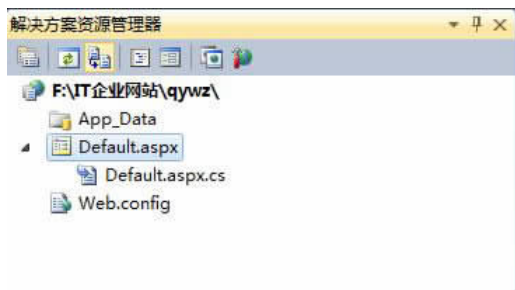 解决方案资源管理器
F:\IT企业网站\qywz\
App_Data
Default.aspx
Default.aspx.cs
Web.config